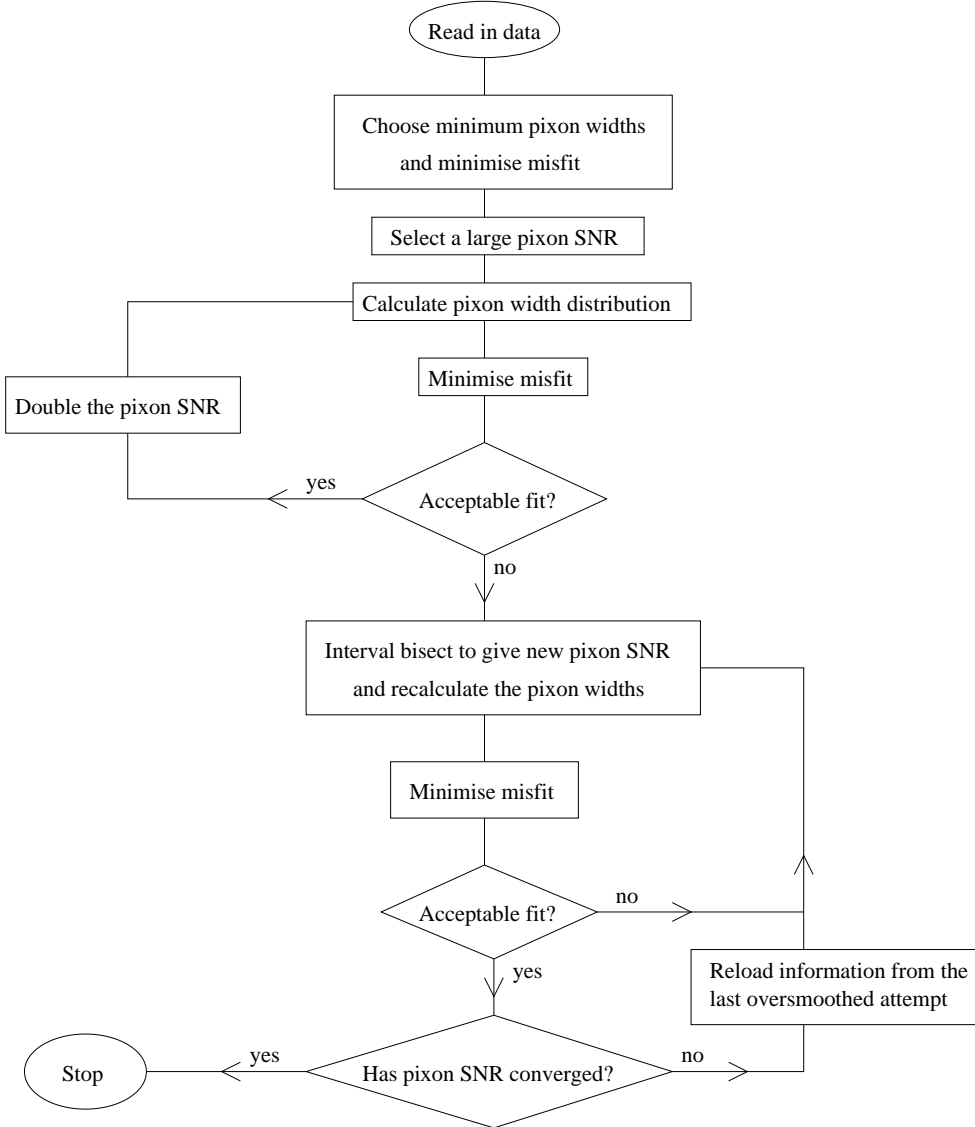 Read in data
Choose minimum pixon widths
and minimise misfit
Select a large pixon SNR
Calculate pixon width distribution
Minimise misfit
Double the pixon SNR
yes
Acceptable fit?
no
Interval bisect to give new pixon SNR
and recalculate the pixon widths
Minimise misfit
Acceptable fit?
no
yes
Reload information from the
last oversmoothed attempt
Stop
yes
Has pixon SNR converged?
no